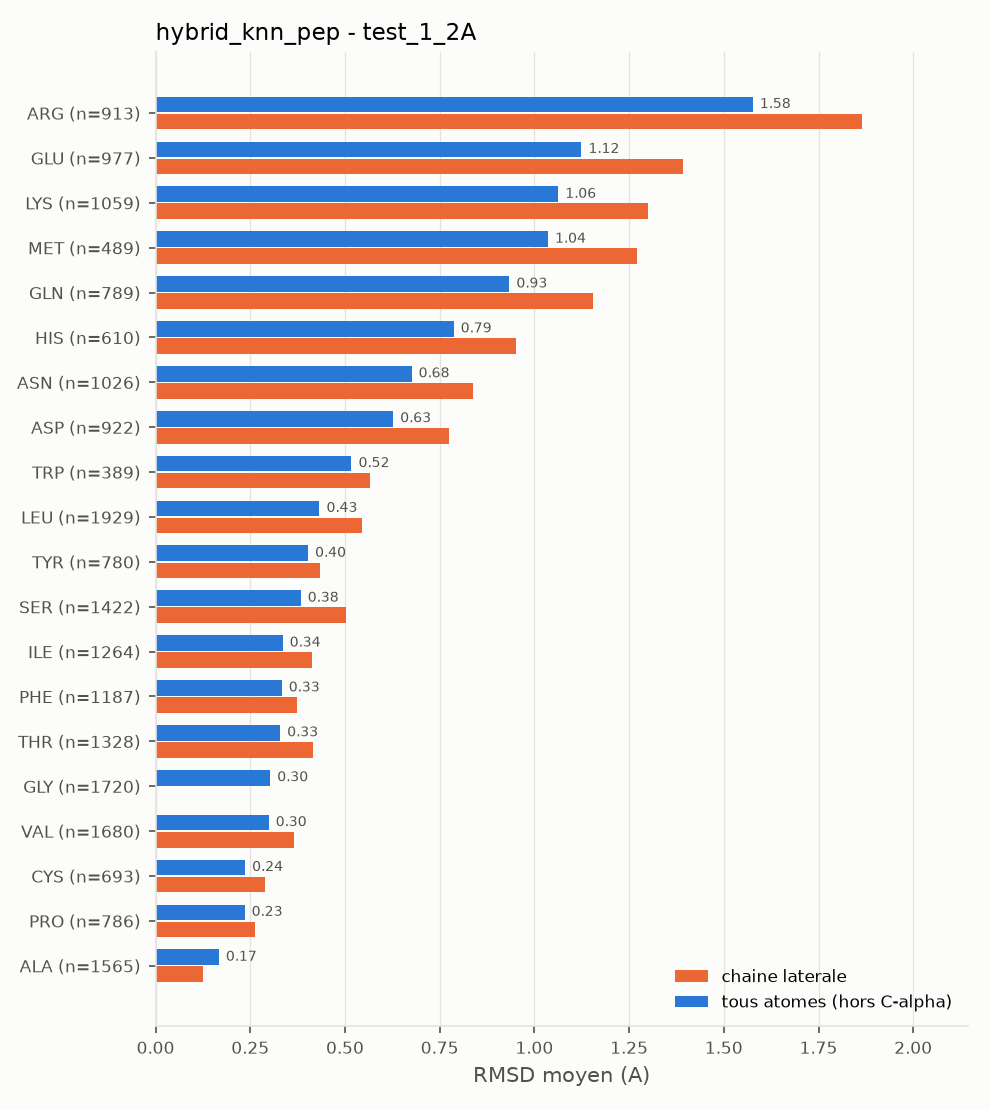 hybrid_knn_pep - test_1_2A
ARG (n=913) 1.58
GLU (n=977) 1.12
LYS (n=1059) 1.06
MET (n=489) 1.04
GLN (n=789) 0.93
HIS (n=610) 0.79
ASN (n=1026) 0.68
ASP (n=922) 0.63
TRP (n=389) 0.52
LEU (n=1929) 0.43
TYR (n=780) 0.40
SER (n=1422) 0.38
ILE (n=1264) 0.34
PHE (n=1187) 0.33
THR (n=1328) 0.33
GLY (n=1720) 0.30
VAL (n=1680) 0.30
CYS (n=693) 0.24
PRO (n=786) 0.23
ALA (n=1565) 0.17
chaine laterale
tous atomes (hors C-alpha)
0.00 0.25 0.50 0.75 1.00 1.25 1.50 1.75 2.00
RMSD moyen (A)